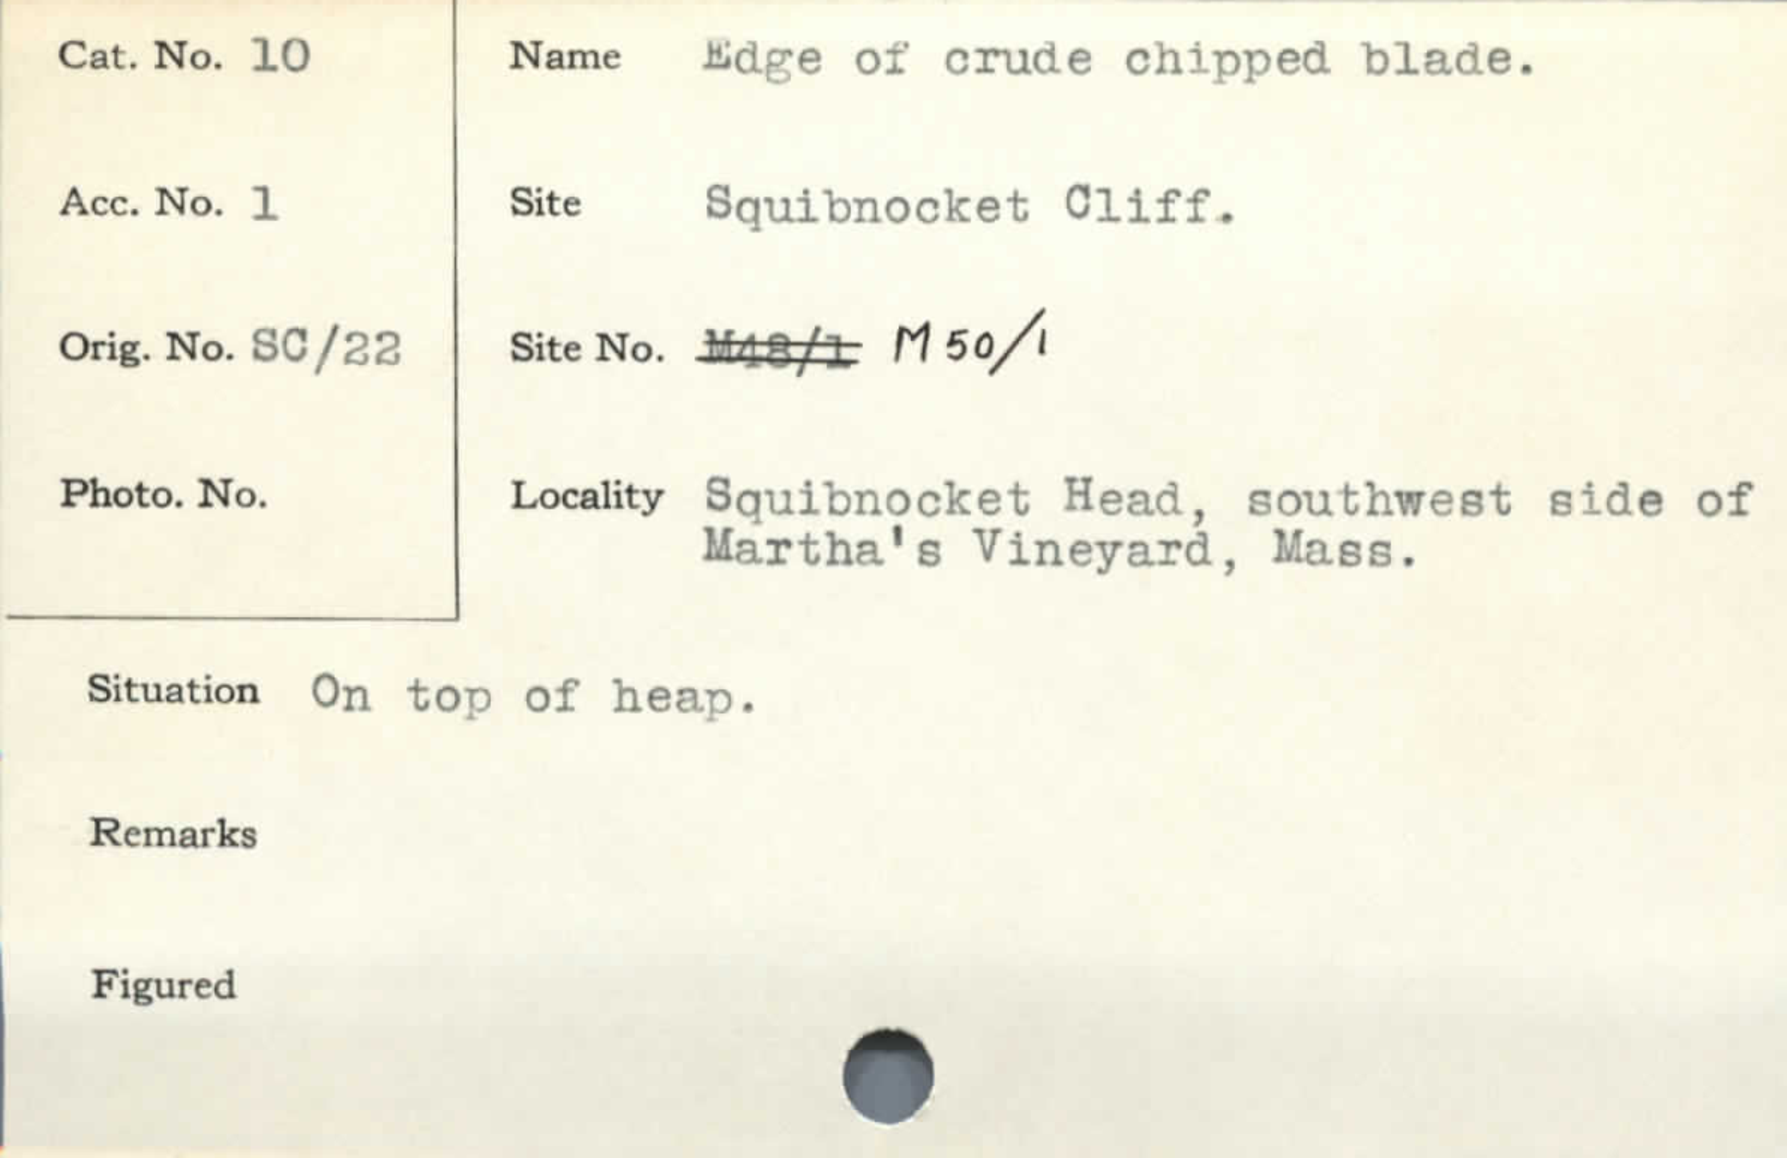 Cat. No. 10
Name Edge of crude chipped blade.
Acc. No. 1
Site Squibnocket Cliff.
Orig. No. SC/22
Site No. M48/1 M 50/1
Photo. No.
Locality Squibnocket Head, southwest side of
Martha's Vineyard, Mass.
Situation On top of heap.
Remarks
Figured